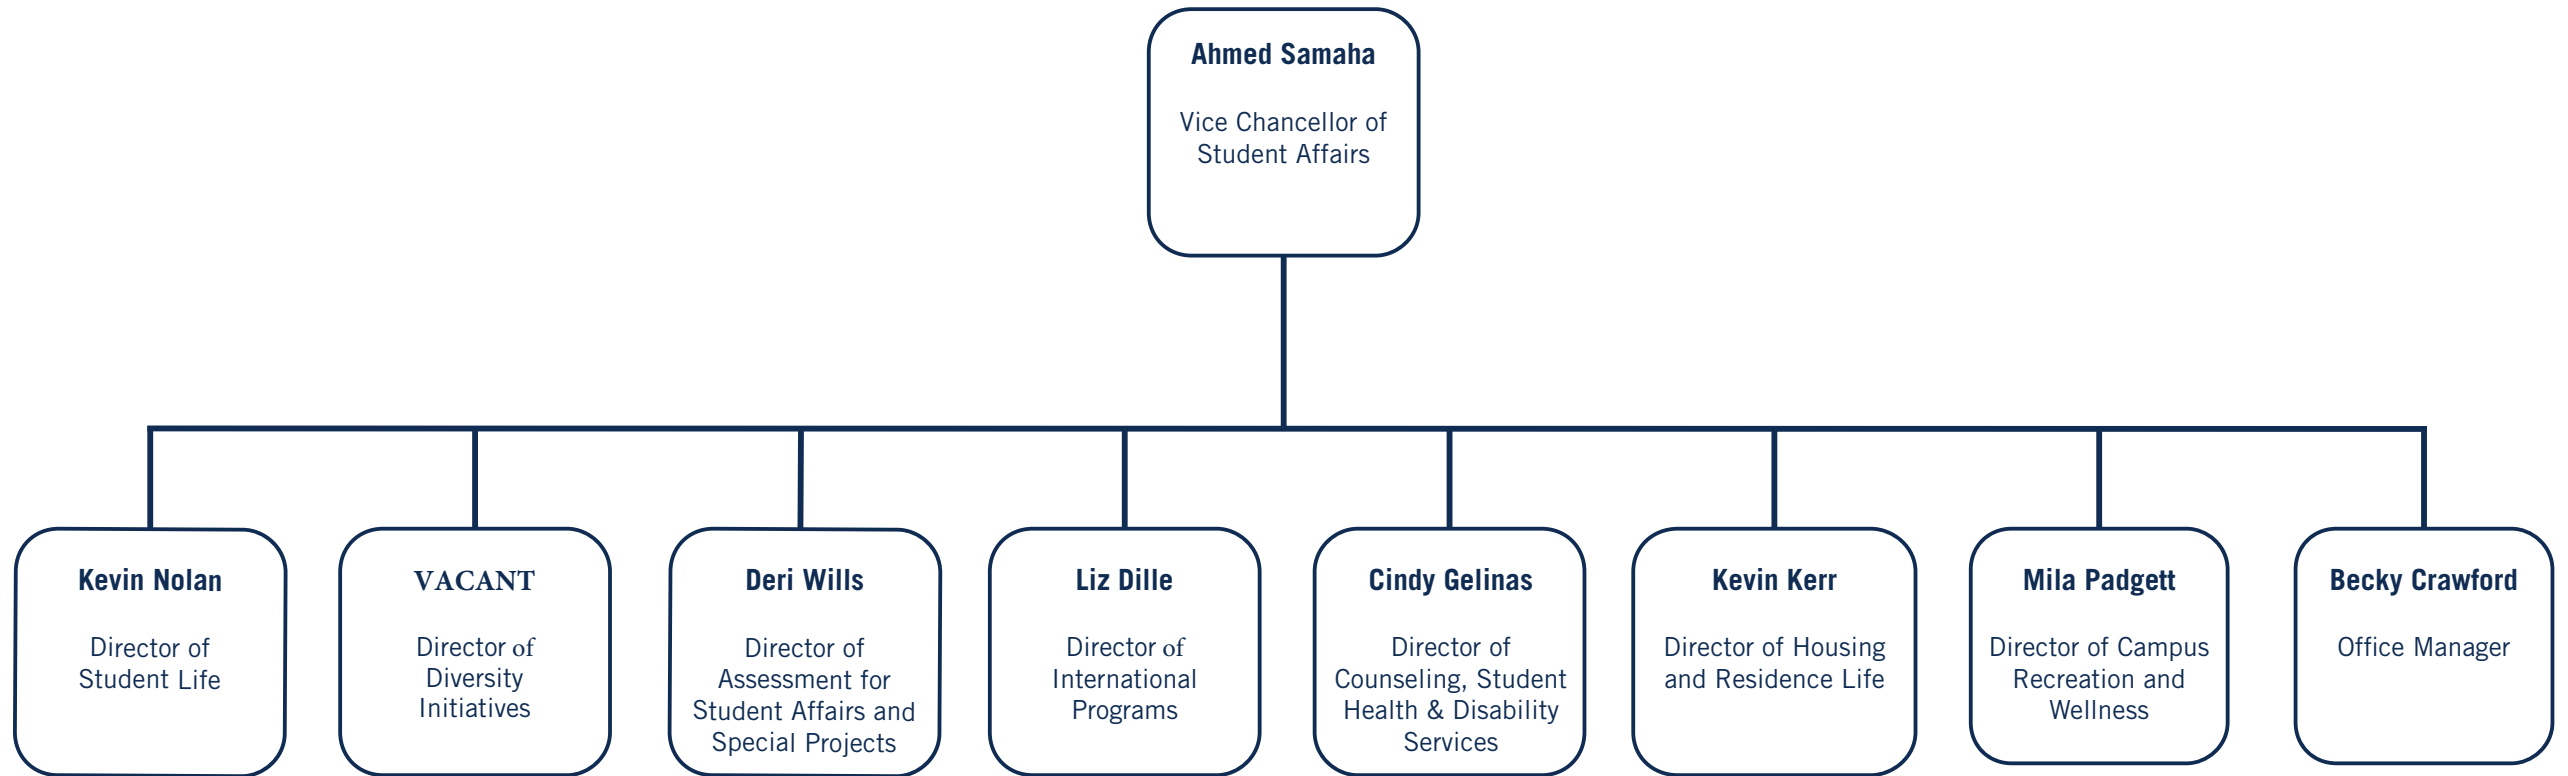 Ahmed Samaha
Vice Chancellor of
Student Affairs
Kevin Nolan
Director of
Student Life
VACANT
Director of
Diversity
Initiatives
Deri Wills
Director of
Assessment for
Student Affairs and
Special Projects
Liz Dille
Director of
International
Programs
Cindy Gelinas
Director of
Counseling, Student
Health & Disability
Services
Kevin Kerr
Director of Housing
and Residence Life
Mila Padgett
Director of Campus
Recreation and
Wellness
Becky Crawford
Office Manager